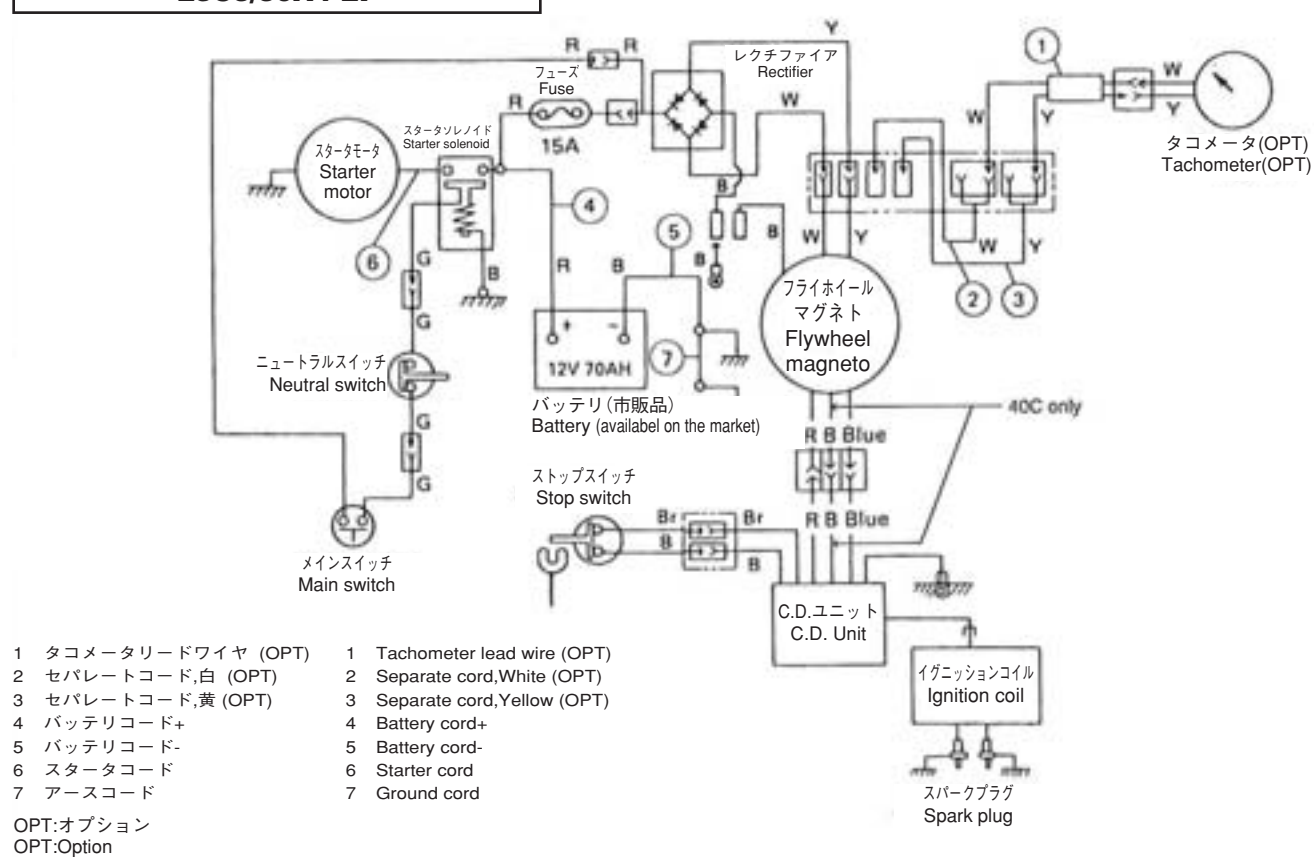 R
R
Y
レクチファイア
Rectifier
フューズ
Fuse
R
15A
W
1
W
Y
W
Y
タコメータ(OPT)
Tachometer(OPT)
スタータソレノイド
Starter solenoid
スタータモータ
Starter
motor
4
5
6
G
B
R
B
B
B
B
W
Y
W
Y
2
3
フライホイール
マグネト
Flywheel
magneto
G
+
-
12V 70AH
7
ニュートラルスイッチ
Neutral switch
バッテリ(市販品)
Battery (availabel on the market)
40C only
G
G
R B Blue
ストップスイッチ
Stop switch
R B Blue
Br
Br
B
B
メインスイッチ
Main switch
C.D.ユニット
C.D. Unit
イグニッションコイル
Ignition coil
スパークプラグ
Spark plug
1 タコメータリードワイヤ (OPT)
2 セパレートコード,白 (OPT)
3 セパレートコード,黄 (OPT)
4 バッテリコード+
5 バッテリコード-
6 スタータコード
7 アースコード
1 Tachometer lead wire (OPT)
2 Separate cord,White (OPT)
3 Separate cord,Yellow (OPT)
4 Battery cord+
5 Battery cord-
6 Starter cord
7 Ground cord
OPT:オプション
OPT:Option